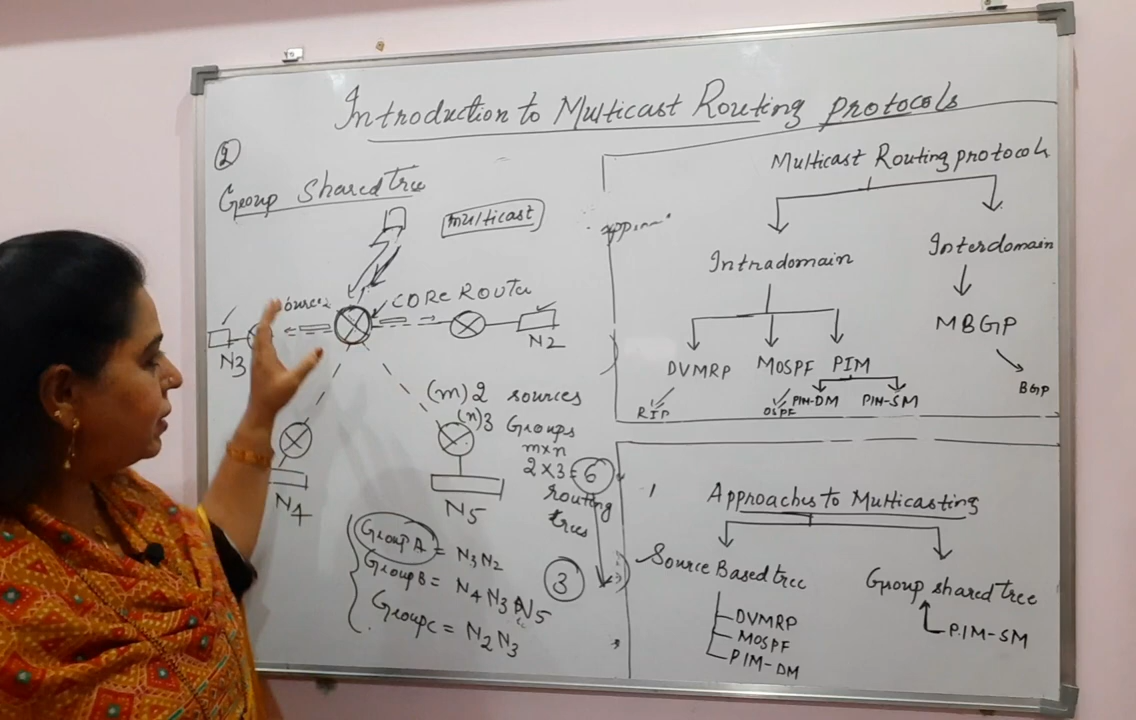 Introduction to Multicast Routing protocols
2
Group Shared Tree
multicast
CORE ROUTER
N3
N2
(m) 2 sources
(n) 3 Groups
m×n
2 × 3 = 6
routing
trees
N4
N5
Group A = N3 N2
Group B = N4 N3 N5
Group C = N2 N3
3
Multicast Routing protocols
Intradomain
Interdomain
DVMRP MOSPF PIM
MBGP
RIP
OSPF
PIM-DM PIM-SM
BGP
Approaches to Multicasting
Source Based tree
Group shared tree
DVMRP
MOSPF
PIM-DM
PIM-SM